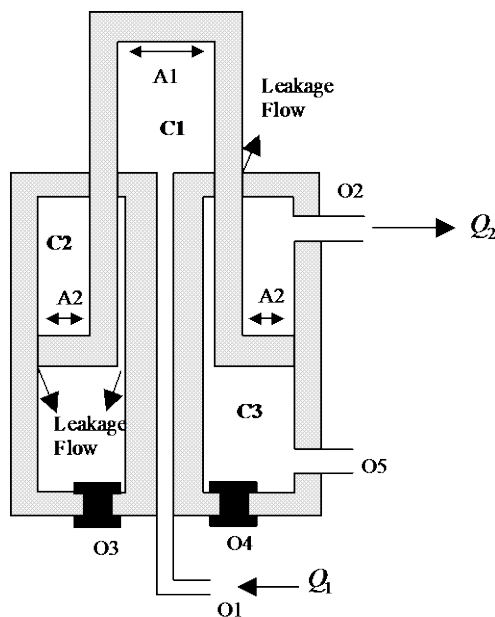 A1
Leakage
Flow
C1
O2
Q2
C2
A2
A2
C3
Leakage
Flow
O5
O3
O4
Q1
O1